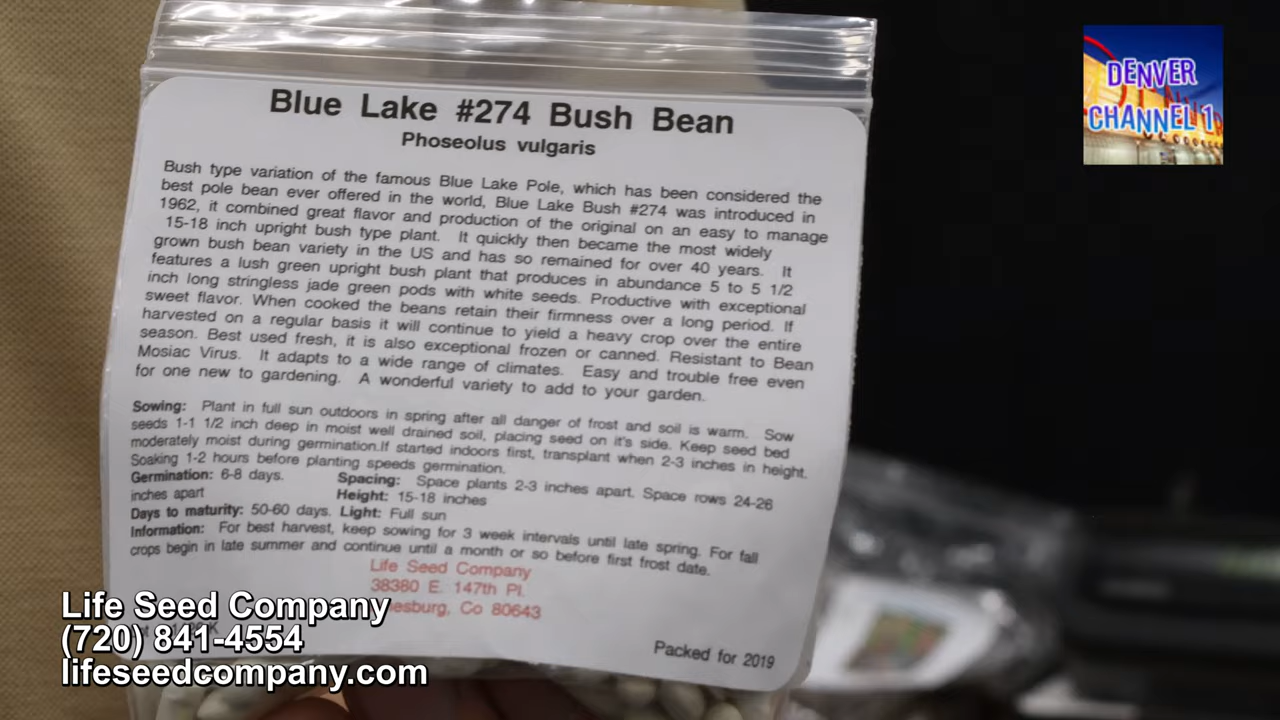 DENVER
CHANNEL 1
Blue Lake #274 Bush Bean
Phoseolus vulgaris
Bush type variation of the famous Blue Lake Pole, which has been considered the
best pole bean ever offered in the world, Blue Lake Bush #274 was introduced in
1962, it combined great flavor and production of the original on an easy to manage
15-18 inch upright bush type plant. It quickly then became the most widely
grown bush bean variety in the US and has so remained for over 40 years. It
features a lush green upright bush plant that produces in abundance 5 to 5 1/2
inch long stringless jade green pods with white seeds. Productive with exceptional
sweet flavor. When cooked the beans retain their firmness over a long period. If
harvested on a regular basis it will continue to yield a heavy crop over the entire
season. Best used fresh, it is also exceptional frozen or canned. Resistant to Bean
Mosiac Virus. It adapts to a wide range of climates. Easy and trouble free even
for one new to gardening. A wonderful variety to add to your garden.
Sowing: Plant in full sun outdoors in spring after all danger of frost and soil is warm. Sow
seeds 1-1 1/2 inch deep in moist well drained soil, placing seed on it's side. Keep seed bed
moderately moist during germination.If started indoors first, transplant when 2-3 inches in height.
Soaking 1-2 hours before planting speeds germination.
Germination: 6-8 days. Spacing: Space plants 2-3 inches apart. Space rows 24-26
inches apart Height: 15-18 inches
Days to maturity: 50-60 days. Light: Full sun
Information: For best harvest, keep sowing for 3 week intervals until late spring. For fall
crops begin in late summer and continue until a month or so before first frost date.
Life Seed Company
38380 E. 147th Pl.
Co 80643
Packed for 2019
Life Seed Company
(720) 841-4554
lifeseedcompany.com